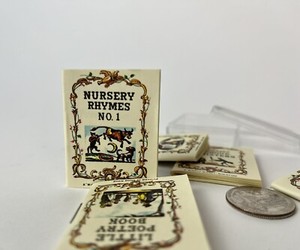 NURSERY
RHYMES
NO. 1
LITTLE
POETRY
BOOK